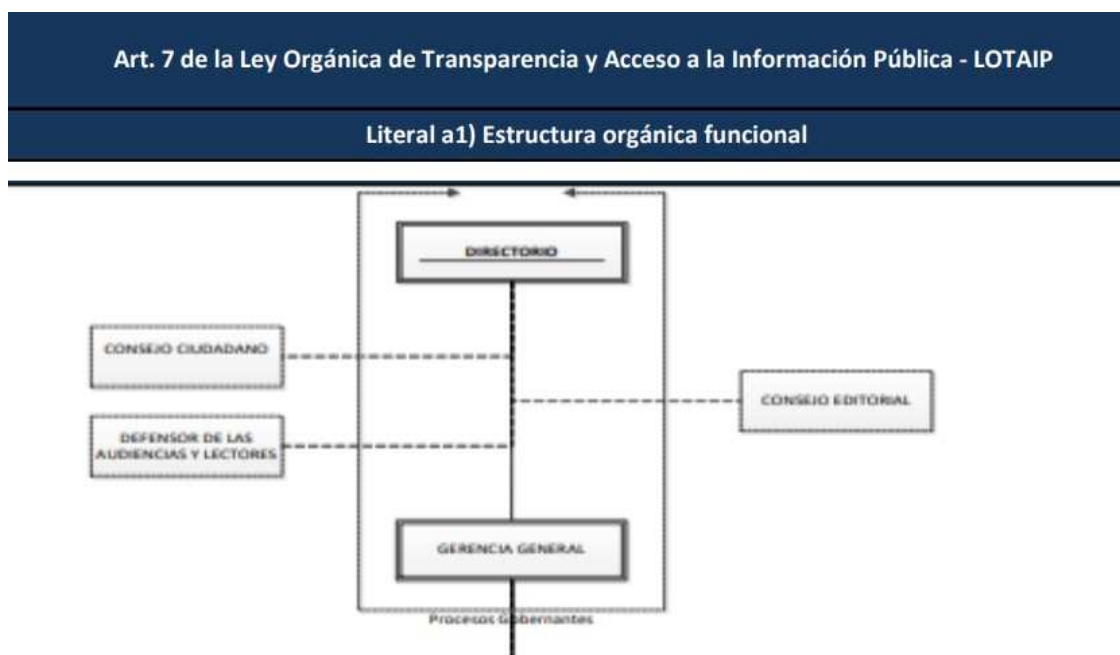 Art. 7 de la Ley Orgánica de Transparencia y Acceso a la Información Pública - LOTAIP
Literal a1) Estructura orgánica funcional
DIRECTORIO
CONSEJO CIUDADANO
CONSEJO EDITORIAL
DEFENSOR DE LAS
AUDIENCIAS Y LECTORES
GERENCIA GENERAL
Procesos Gobernantes